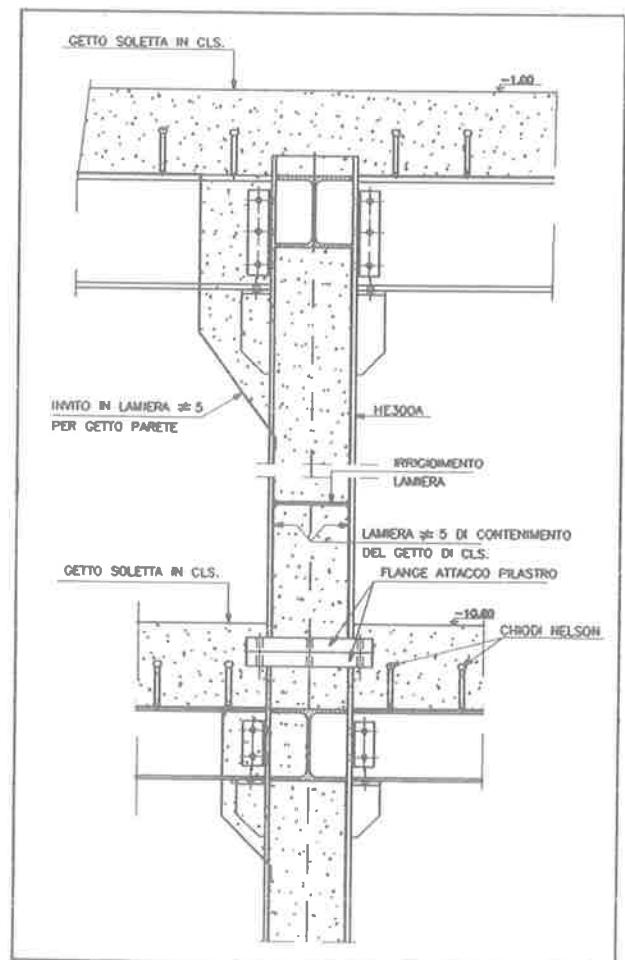 GETTO SOLETTA IN CLS.
-1.00
INVITO IN LAMIERA ≠ 5
PER GETTO PARETE
HE300A
IRRIGIDIMENTO
LAMIERA
LAMIERA ≠ 5 DI CONTENIMENTO
DEL GETTO DI CLS.
GETTO SOLETTA IN CLS.
FLANGE ATTACCO PILASTRO
-10.60
CHIODI NELSON